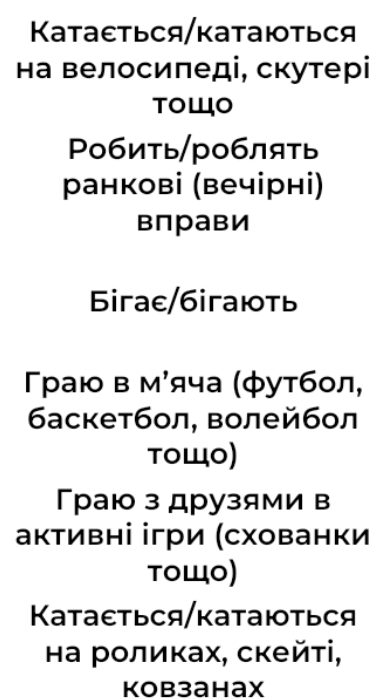 Катається/катаються
на велосипеді, скутері
тощо
Робить/роблять
ранкові (вечірні)
вправи
Бігає/бігають
Граю в м’яча (футбол,
баскетбол, волейбол
тощо)
Граю з друзями в
активні ігри (схованки
тощо)
Катається/катаються
на роликах, скейті,
ковзанах